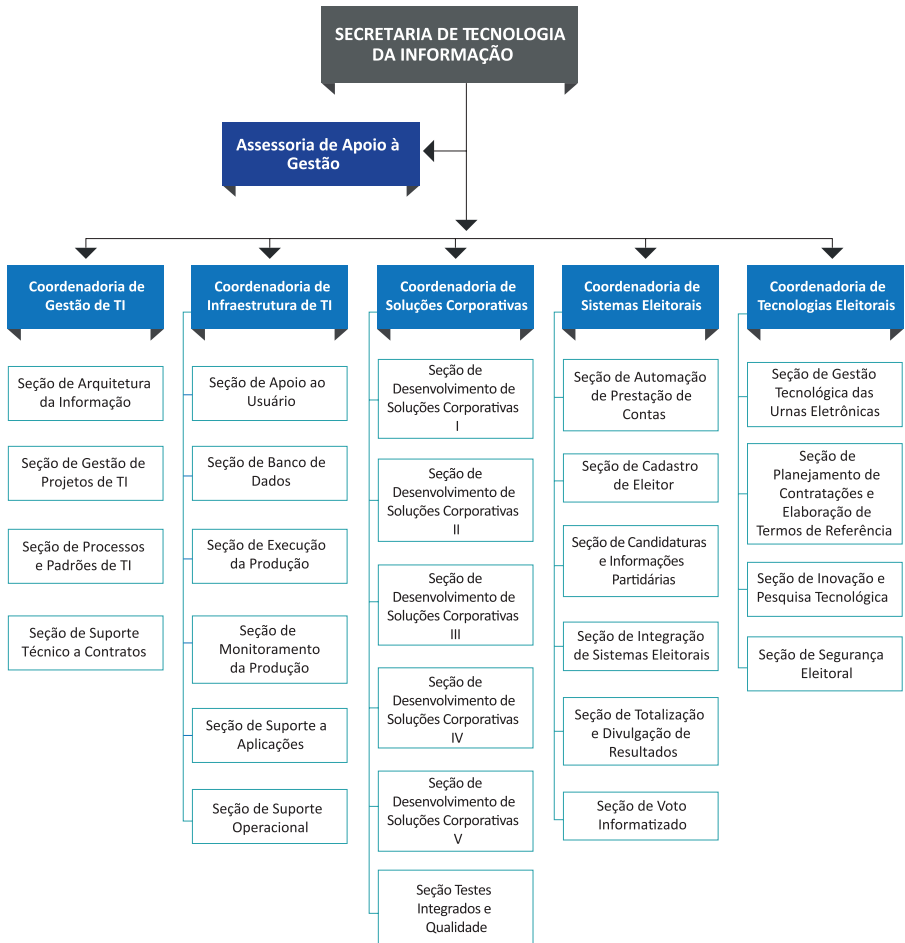 SECRETARIA DE TECNOLOGIA
DA INFORMAÇÃO
Assessoria de Apoio à
Gestão
Coordenadoria de
Gestão de TI
Seção de Arquitetura
da Informação
Seção de Gestão de
Projetos de TI
Seção de Processos
e Padrões de TI
Seção de Suporte
Técnico a Contratos
Coordenadoria de
Infraestrutura de TI
Seção de Apoio ao
Usuário
Seção de Banco de
Dados
Seção de Execução
da Produção
Seção de
Monitoramento
da Produção
Seção de Suporte a
Aplicações
Seção de Suporte
Operacional
Coordenadoria de
Soluções Corporativas
Seção de
Desenvolvimento de
Soluções Corporativas
I
Seção de
Desenvolvimento de
Soluções Corporativas
II
Seção de
Desenvolvimento de
Soluções Corporativas
III
Seção de
Desenvolvimento de
Soluções Corporativas
IV
Seção de
Desenvolvimento de
Soluções Corporativas
V
Seção Testes
Integrados e
Qualidade
Coordenadoria de
Sistemas Eleitorais
Seção de Automação
de Prestação de
Contas
Seção de Cadastro
de Eleitor
Seção de Candidaturas
e Informações
Partidárias
Seção de Integração
de Sistemas Eleitorais
Seção de Totalização
e Divulgação de
Resultados
Seção de Voto
Informatizado
Coordenadoria de
Tecnologias Eleitorais
Seção de Gestão
Tecnológica das
Urnas Eletrônicas
Seção de
Planejamento de
Contratações e
Elaboração de
Termos de Referência
Seção de Inovação e
Pesquisa Tecnológica
Seção de Segurança
Eleitoral